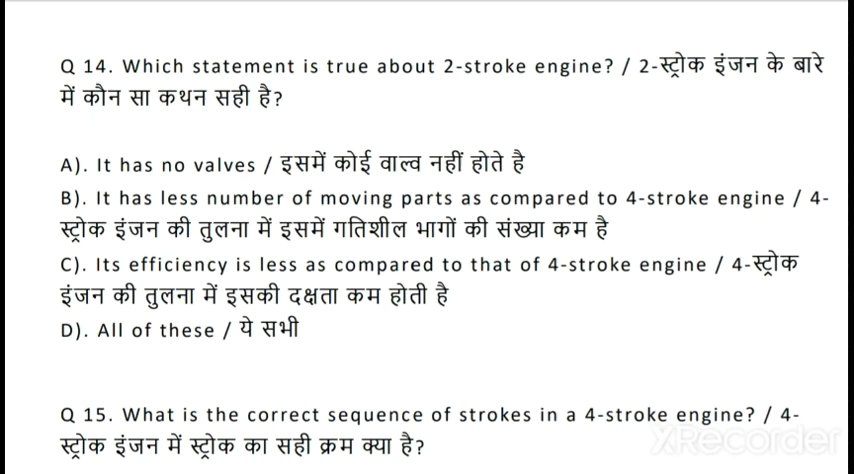 Q 14. Which statement is true about 2-stroke engine? / 2-स्ट्रोक इंजन के बारे
में कौन सा कथन सही है?
A). It has no valves / इसमें कोई वाल्व नहीं होते है
B). It has less number of moving parts as compared to 4-stroke engine / 4-
स्ट्रोक इंजन की तुलना में इसमें गतिशील भागों की संख्या कम है
C). Its efficiency is less as compared to that of 4-stroke engine / 4-स्ट्रोक
इंजन की तुलना में इसकी दक्षता कम होती है
D). All of these / ये सभी
Q 15. What is the correct sequence of strokes in a 4-stroke engine? / 4-
स्ट्रोक इंजन में स्ट्रोक का सही क्रम क्या है?
XRecorder